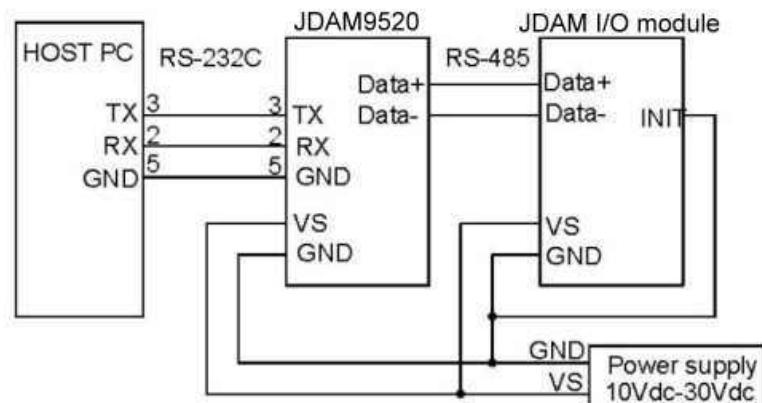 JDAM9520
JDAM I/O module
HOST PC
RS-232C
RS-485
Data+
Data+
TX
3
3
TX
Data-
Data-
INIT
RX
2
2
RX
GND
5
5
GND
VS
VS
GND
GND
GND
Power supply
VS
10Vdc-30Vdc